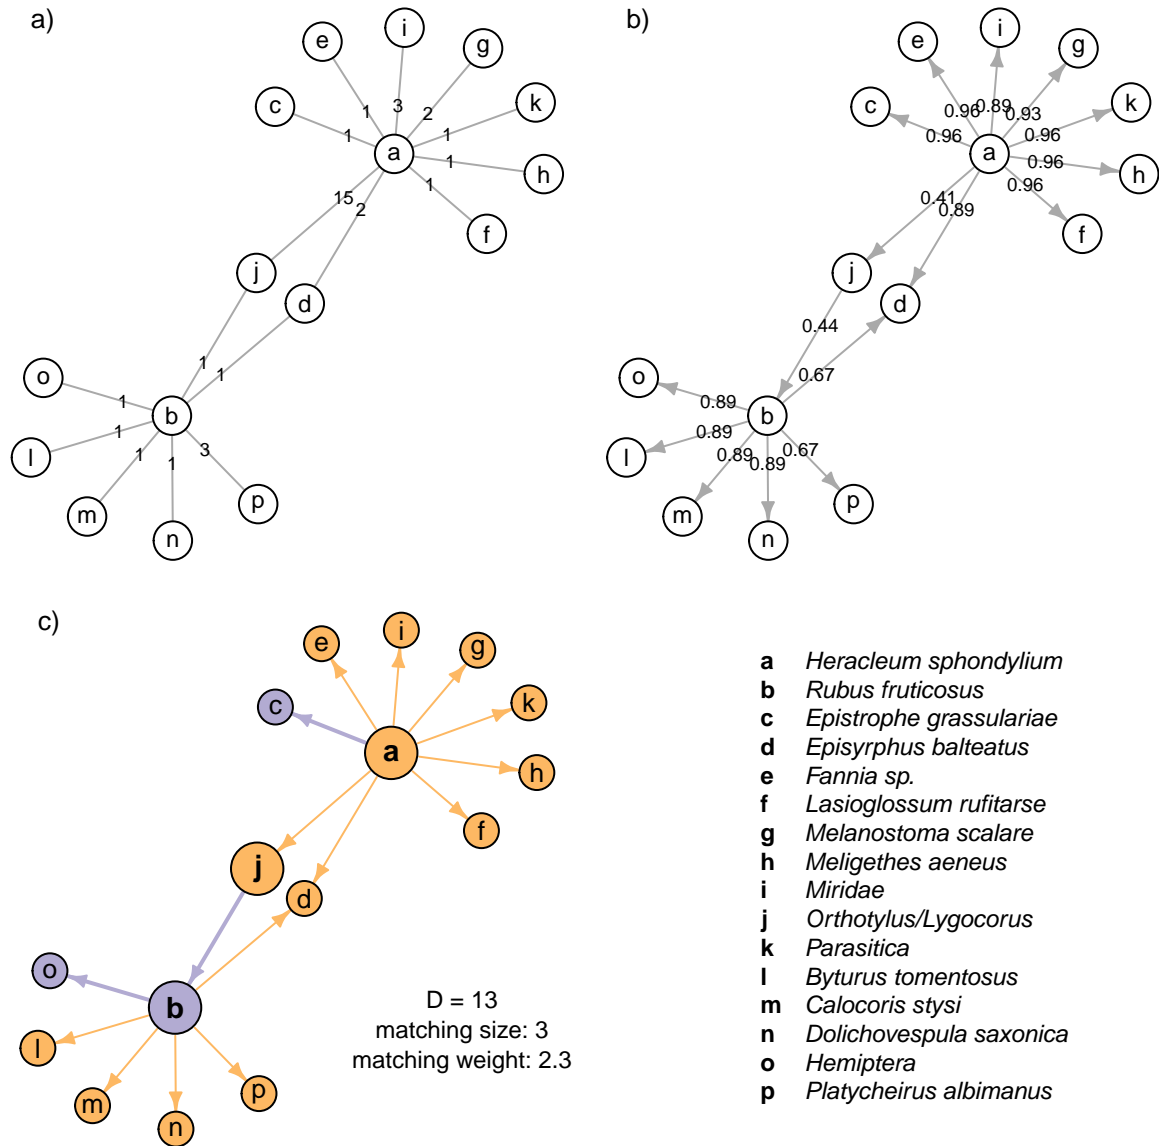 a)
e
i
g
c
k
1
3
2
1
1
a
1
h
1
15
2
f
j
d
1
1
o
1
b
l
1
1
1
3
m
p
n
b)
e
i
g
c
k
0.96
0.89
0.93
0.96
0.96
a
0.96
h
0.96
0.41
0.89
f
j
d
0.44
0.67
o
0.89
b
l
0.89
0.89
0.89
0.67
m
p
n
c)
e
i
g
c
k
a
h
f
j
d
o
b
l
m
p
n
D = 13
matching size: 3
matching weight: 2.3
a Heracleum sphondylium
b Rubus fruticosus
c Epistrophe grassulariae
d Episyrphus balteatus
e Fannia sp.
f Lasioglossum rufitarse
g Melanostoma scalare
h Meligethes aeneus
i Miridae
j Orthotylus/Lygocorus
k Parasitica
l Byturus tomentosus
m Calocoris stysi
n Dolichovespula saxonica
o Hemiptera
p Platycheirus albimanus